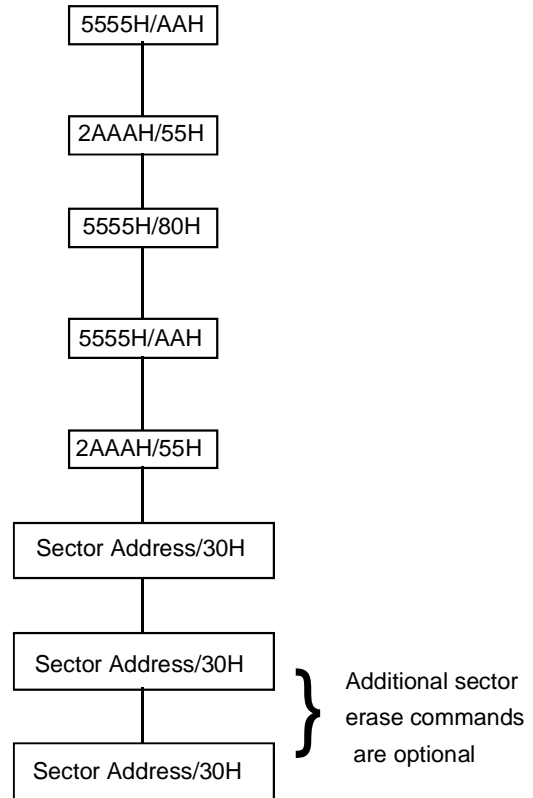 5555H/AAH
2AAAH/55H
5555H/80H
5555H/AAH
2AAAH/55H
Sector Address/30H
Sector Address/30H
Additional sector
erase commands
are optional
Sector Address/30H